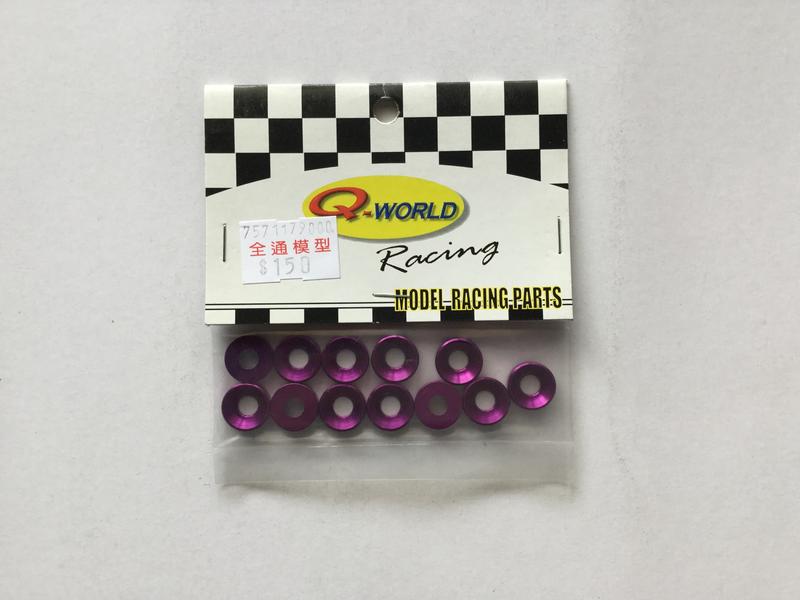 Q-WORLD
Racing
7571179000
全通模型
$150
MODEL RACING PARTS